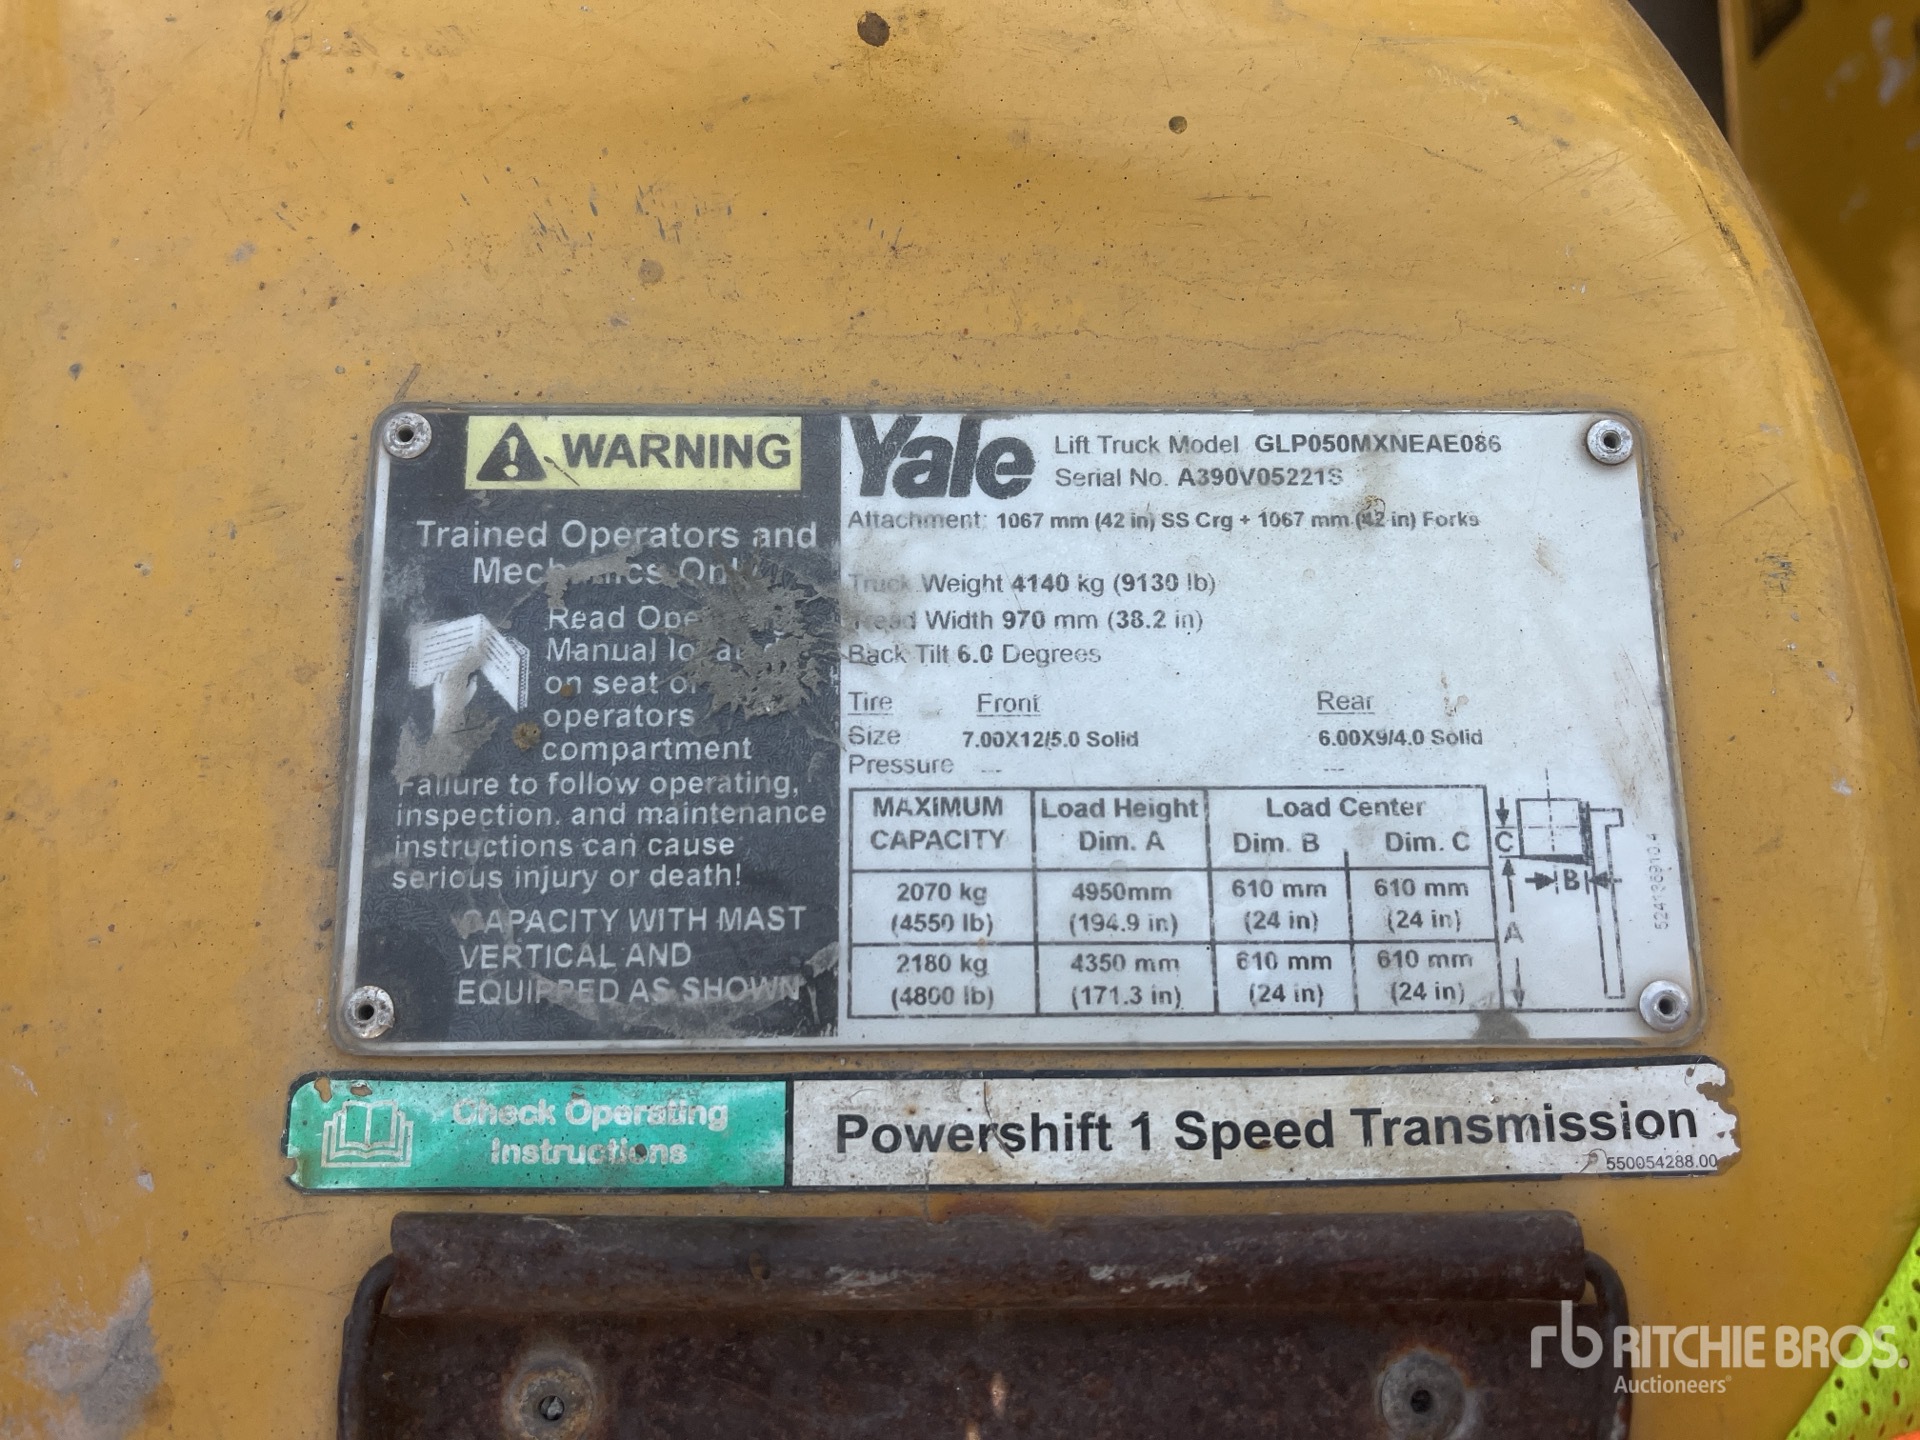 WARNING
Trained Operators and
Mechanics Only
Read
Manual located
on seat or
operators
compartment
Failure to follow operating,
inspection, and maintenance
instructions can cause
serious injury or death!
CAPACITY WITH MAST
VERTICAL AND
EQUIPPED AS SHOWN
Yale
Lift Truck Model GLP050MXNEAE086
Serial No. A390V05221S
Attachment: 1067 mm (42 in) SS Crg + 1067 mm (42 in) Forks
Truck Weight 4140 kg (9130 lb)
Tread Width 970 mm (38.2 in)
Back Tilt 6.0 Degrees
Tire Front Rear
Size 7.00X12/5.0 Solid 6.00X9/4.0 Solid
Pressure --- ---
MAXIMUM Load Height Load Center
CAPACITY Dim. A Dim. B Dim. C
2070 kg 4950mm 610 mm 610 mm
(4550 lb) (194.9 in) (24 in) (24 in)
2180 kg 4350 mm 610 mm 610 mm
(4800 lb) (171.3 in) (24 in) (24 in)
C
B
A
Check Operating
Instructions
Powershift 1 Speed Transmission
550054288.00
rb RITCHIE BROS.
Auctioneers